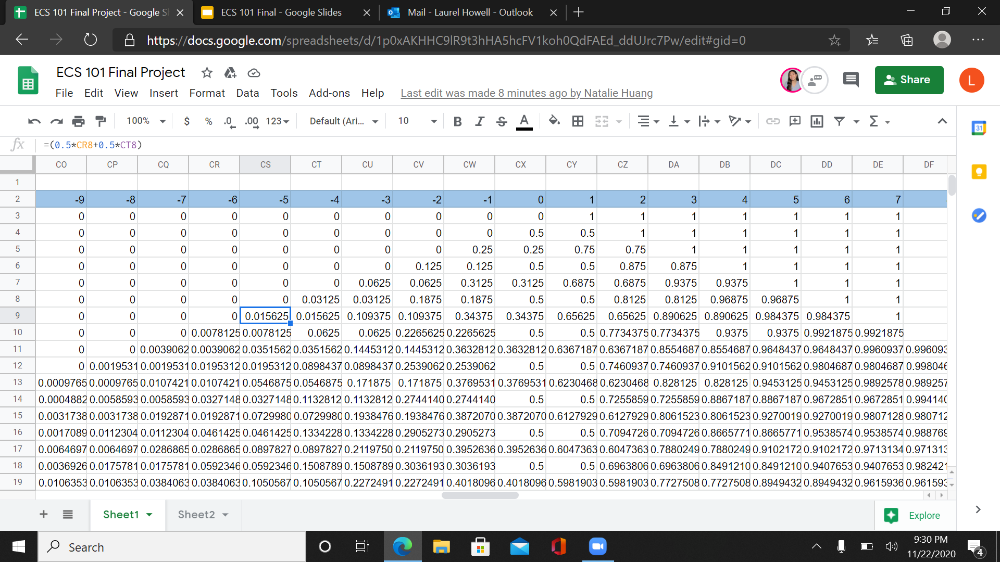 ECS 101 Final Project - Google Sl
ECS 101 Final - Google Slides
Mail - Laurel Howell - Outlook
https://docs.google.com/spreadsheets/d/1p0xAKHHC9lR9t3hHA5hcFV1koh0QdFAEd_ddUJrc7Pw/edit#gid=0
ECS 101 Final Project
File Edit View Insert Format Data Tools Add-ons Help Last edit was made 8 minutes ago by Natalie Huang
Share
L
100% $ % .0 .00 123 Default (Ari... 10 B I S A Σ
31
fx =(0.5*CR8+0.5*CT8)
CO CP CQ CR CS CT CU CV CW CX CY CZ DA DB DC DD DE DF
1
2 -9 -8 -7 -6 -5 -4 -3 -2 -1 0 1 2 3 4 5 6 7
3 0 0 0 0 0 0 0 0 0 0 1 1 1 1 1 1 1
4 0 0 0 0 0 0 0 0 0 0.5 0.5 1 1 1 1 1 1
5 0 0 0 0 0 0 0 0 0.25 0.25 0.75 0.75 1 1 1 1 1
6 0 0 0 0 0 0 0 0.125 0.125 0.5 0.5 0.875 0.875 1 1 1 1
7 0 0 0 0 0 0 0.0625 0.0625 0.3125 0.3125 0.6875 0.6875 0.9375 0.9375 1 1 1
8 0 0 0 0 0 0.03125 0.03125 0.1875 0.1875 0.5 0.5 0.8125 0.8125 0.96875 0.96875 1 1
9 0 0 0 0 0.015625 0.015625 0.109375 0.109375 0.34375 0.34375 0.65625 0.65625 0.890625 0.890625 0.984375 0.984375 1
10 0 0 0 0.0078125 0.0078125 0.0625 0.0625 0.2265625 0.2265625 0.5 0.5 0.7734375 0.7734375 0.9375 0.9375 0.9921875 0.9921875
11 0 0 0.0039062 0.0039062 0.0351562 0.0351562 0.1445312 0.1445312 0.3632812 0.3632812 0.6367187 0.6367187 0.8554687 0.8554687 0.9648437 0.9648437 0.9960937 0.996093
12 0 0.0019531 0.0019531 0.0195312 0.0195312 0.0898437 0.0898437 0.2539062 0.2539062 0.5 0.5 0.7460937 0.7460937 0.9101562 0.9101562 0.9804687 0.9804687 0.998046
13 0.0009765 0.0009765 0.0107421 0.0107421 0.0546875 0.0546875 0.171875 0.171875 0.3769531 0.3769531 0.6230468 0.6230468 0.828125 0.828125 0.9453125 0.9453125 0.9892578 0.989257
14 0.0004882 0.0058593 0.0058593 0.0327148 0.0327148 0.1132812 0.1132812 0.2744140 0.2744140 0.5 0.5 0.7255859 0.7255859 0.8867187 0.8867187 0.9672851 0.9672851 0.994140
15 0.0031738 0.0031738 0.0192871 0.0192871 0.0729980 0.0729980 0.1938476 0.1938476 0.3872070 0.3872070 0.6127929 0.6127929 0.8061523 0.8061523 0.9270019 0.9270019 0.9807128 0.980712
16 0.0017089 0.0112304 0.0112304 0.0461425 0.0461425 0.1334228 0.1334228 0.2905273 0.2905273 0.5 0.5 0.7094726 0.7094726 0.8665771 0.8665771 0.9538574 0.9538574 0.988769
17 0.0064697 0.0064697 0.0286865 0.0286865 0.0897827 0.0897827 0.2119750 0.2119750 0.3952636 0.3952636 0.6047363 0.6047363 0.7880249 0.7880249 0.9102172 0.9102172 0.9713134 0.971313
18 0.0036926 0.0175781 0.0175781 0.0592346 0.0592346 0.1508789 0.1508789 0.3036193 0.3036193 0.5 0.5 0.6963806 0.6963806 0.8491210 0.8491210 0.9407653 0.9407653 0.982421
19 0.0106353 0.0106353 0.0384063 0.0384063 0.1050567 0.1050567 0.2272491 0.2272491 0.4018096 0.4018096 0.5981903 0.5981903 0.7727508 0.7727508 0.8949432 0.8949432 0.9615936 0.961593
Sheet1
Sheet2
Explore
Search
9:30 PM
11/22/2020
4